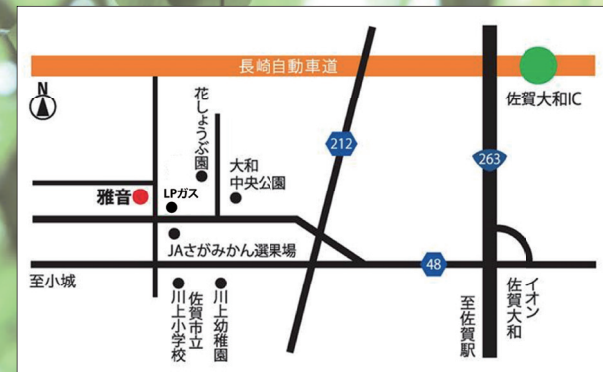 長崎自動車道
N
佐賀大和IC
花しょうぶ園
212
263
大和
中央公園
LPガス
雅音
JAさがみかん選果場
48
至小城
佐賀市立
川上小学校
川上幼稚園
至佐賀駅
イオン
佐賀大和